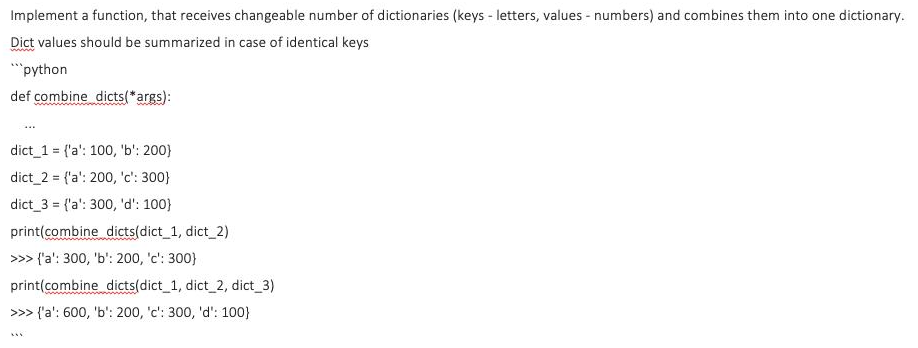 Implement a function, that receives changeable number of dictionaries (keys - letters, values - numbers) and combines them into one dictionary.
Dict values should be summarized in case of identical keys
```python
def combine_dicts(*args):
...
dict_1 = {'a': 100, 'b': 200}
dict_2 = {'a': 200, 'c': 300}
dict_3 = {'a': 300, 'd': 100}
print(combine_dicts(dict_1, dict_2)
>>> {'a': 300, 'b': 200, 'c': 300}
print(combine_dicts(dict_1, dict_2, dict_3)
>>> {'a': 600, 'b': 200, 'c': 300, 'd': 100}
```